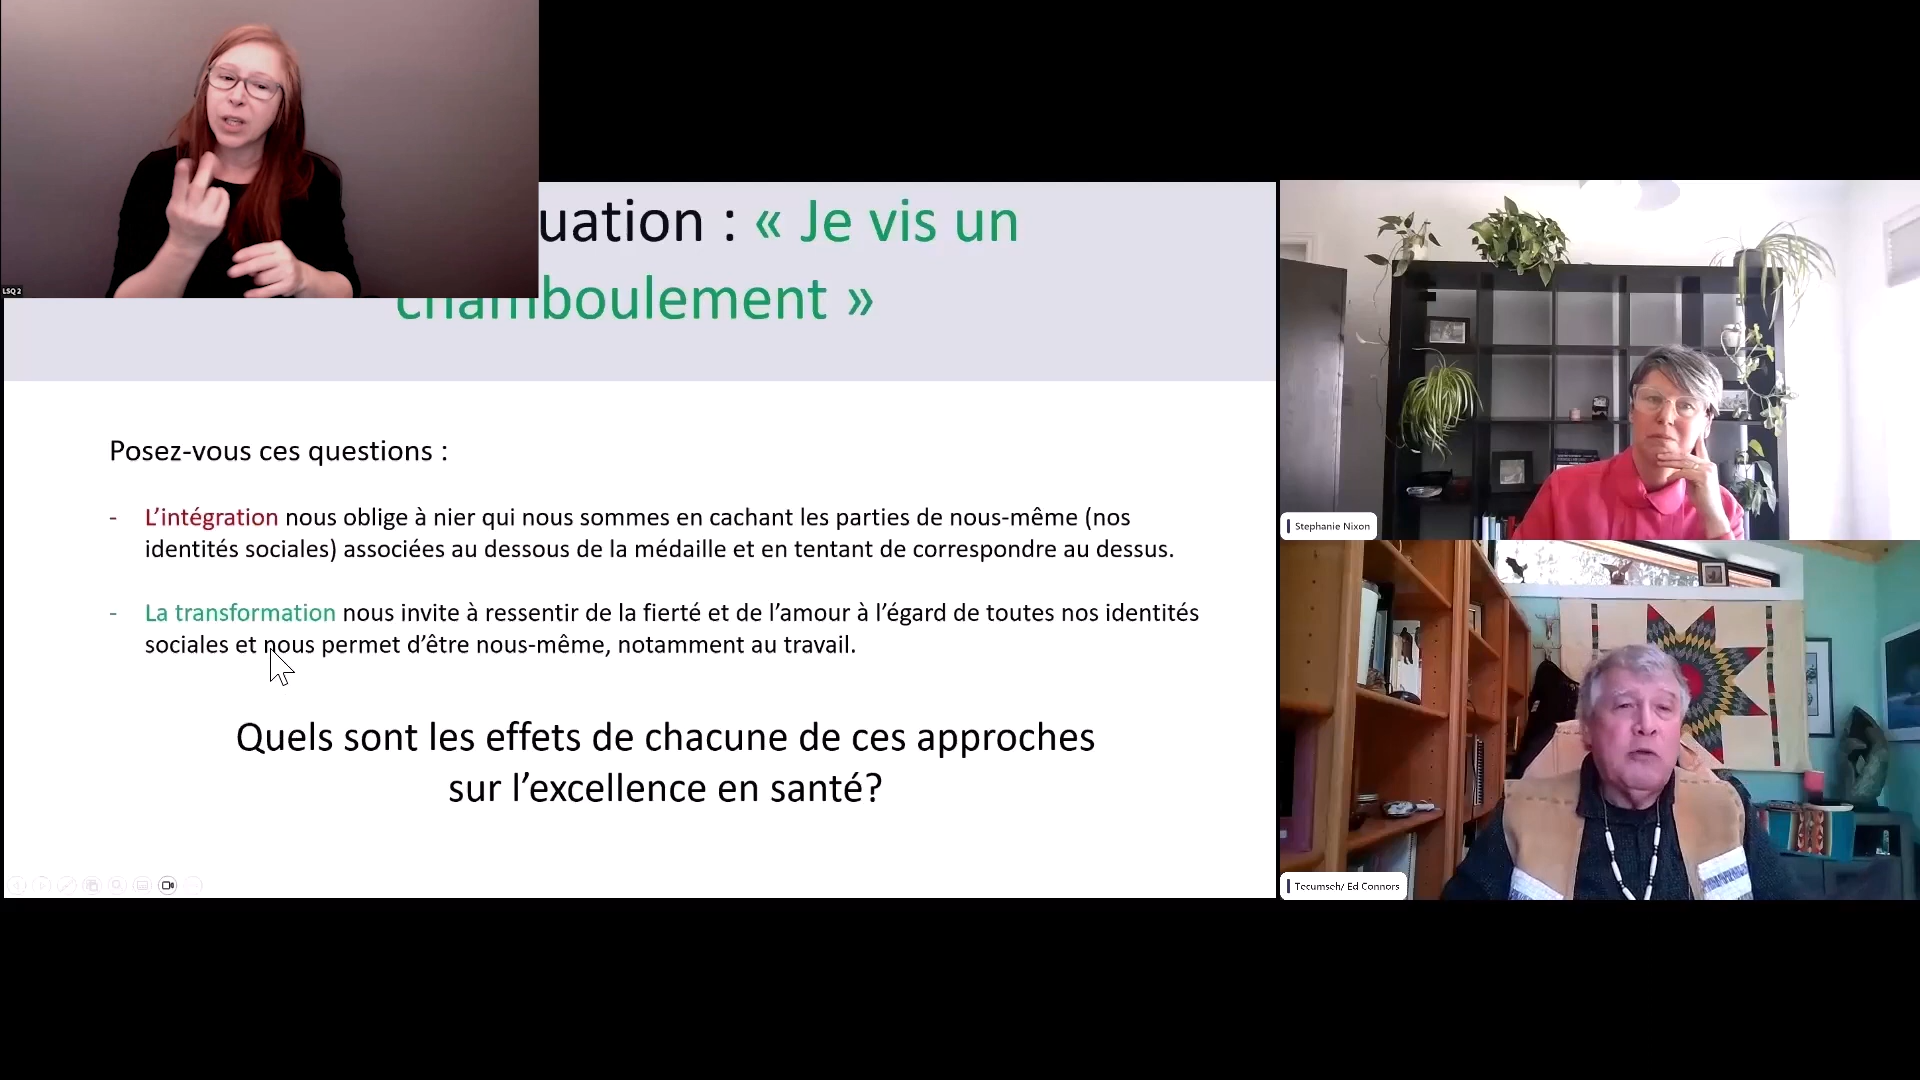 LSQ 2
uation : « Je vis un
chamboulement »
Posez-vous ces questions :
- L’intégration nous oblige à nier qui nous sommes en cachant les parties de nous-même (nos
identités sociales) associées au dessous de la médaille et en tentant de correspondre au dessus.
- La transformation nous invite à ressentir de la fierté et de l’amour à l’égard de toutes nos identités
sociales et nous permet d’être nous-même, notamment au travail.
Quels sont les effets de chacune de ces approches
sur l’excellence en santé?
Stephanie Nixon
Tecumseh/ Ed Connors